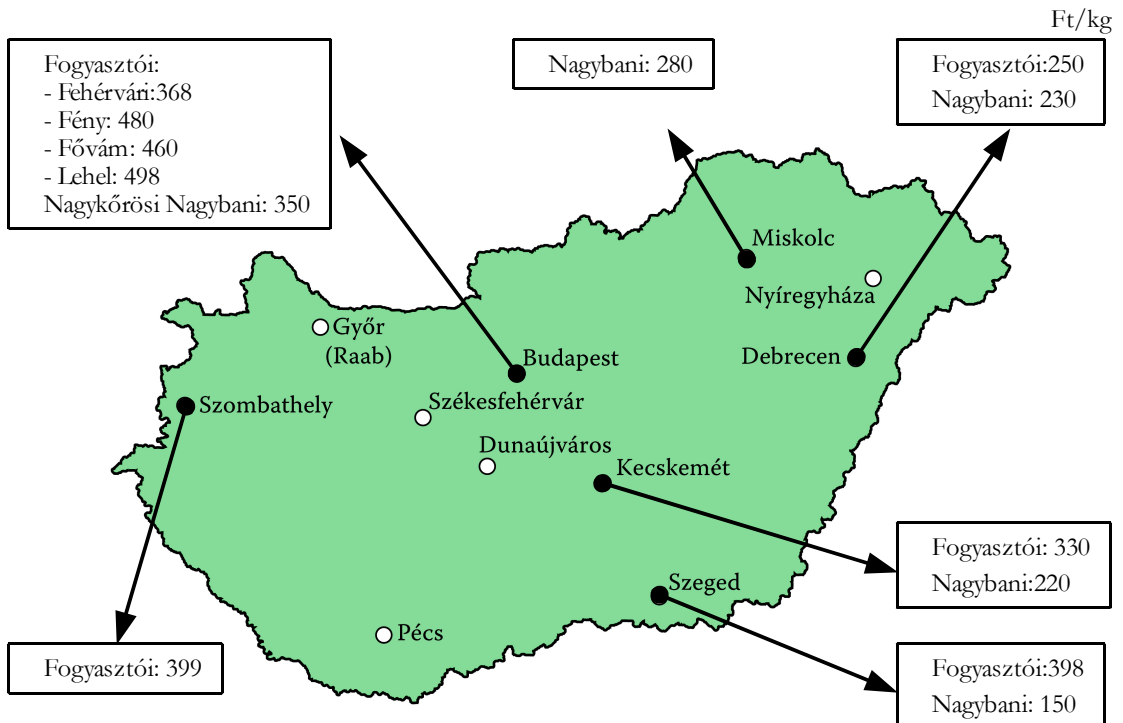 Ft/kg
Fogyasztói:
- Fehérvári:368
- Fény: 480
- Fővám: 460
- Lehel: 498
Nagykőrösi Nagybani: 350
Nagybani: 280
Fogyasztói:250
Nagybani: 230
Miskolc
Nyíregyháza
Győr
(Raab)
Budapest
Debrecen
Szombathely
Székesfehérvár
Dunaújváros
Kecskemét
Fogyasztói: 330
Nagybani:220
Szeged
Pécs
Fogyasztói: 399
Fogyasztói:398
Nagybani: 150